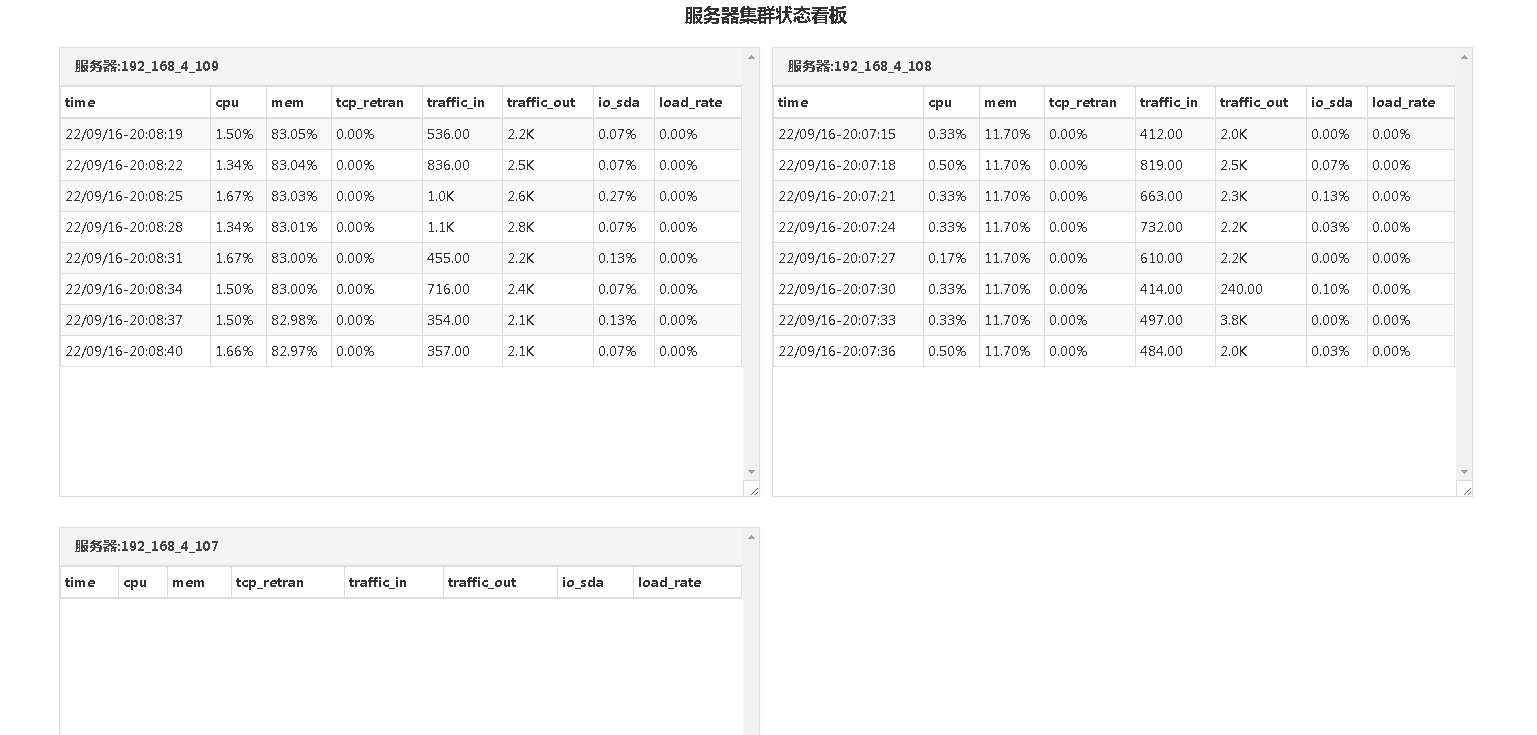 服务器集群状态看板
服务器:192_168_4_109
time cpu mem tcp_retran traffic_in traffic_out io_sda load_rate
22/09/16-20:08:19 1.50% 83.05% 0.00% 536.00 2.2K 0.07% 0.00%
22/09/16-20:08:22 1.34% 83.04% 0.00% 836.00 2.5K 0.07% 0.00%
22/09/16-20:08:25 1.67% 83.03% 0.00% 1.0K 2.6K 0.27% 0.00%
22/09/16-20:08:28 1.34% 83.01% 0.00% 1.1K 2.8K 0.07% 0.00%
22/09/16-20:08:31 1.67% 83.00% 0.00% 455.00 2.2K 0.13% 0.00%
22/09/16-20:08:34 1.50% 83.00% 0.00% 716.00 2.4K 0.07% 0.00%
22/09/16-20:08:37 1.50% 82.98% 0.00% 354.00 2.1K 0.13% 0.00%
22/09/16-20:08:40 1.66% 82.97% 0.00% 357.00 2.1K 0.07% 0.00%
服务器:192_168_4_108
time cpu mem tcp_retran traffic_in traffic_out io_sda load_rate
22/09/16-20:07:15 0.33% 11.70% 0.00% 412.00 2.0K 0.00% 0.00%
22/09/16-20:07:18 0.50% 11.70% 0.00% 819.00 2.5K 0.07% 0.00%
22/09/16-20:07:21 0.33% 11.70% 0.00% 663.00 2.3K 0.13% 0.00%
22/09/16-20:07:24 0.33% 11.70% 0.00% 732.00 2.2K 0.03% 0.00%
22/09/16-20:07:27 0.17% 11.70% 0.00% 610.00 2.2K 0.00% 0.00%
22/09/16-20:07:30 0.33% 11.70% 0.00% 414.00 240.00 0.10% 0.00%
22/09/16-20:07:33 0.33% 11.70% 0.00% 497.00 3.8K 0.00% 0.00%
22/09/16-20:07:36 0.50% 11.70% 0.00% 484.00 2.0K 0.03% 0.00%
服务器:192_168_4_107
time cpu mem tcp_retran traffic_in traffic_out io_sda load_rate